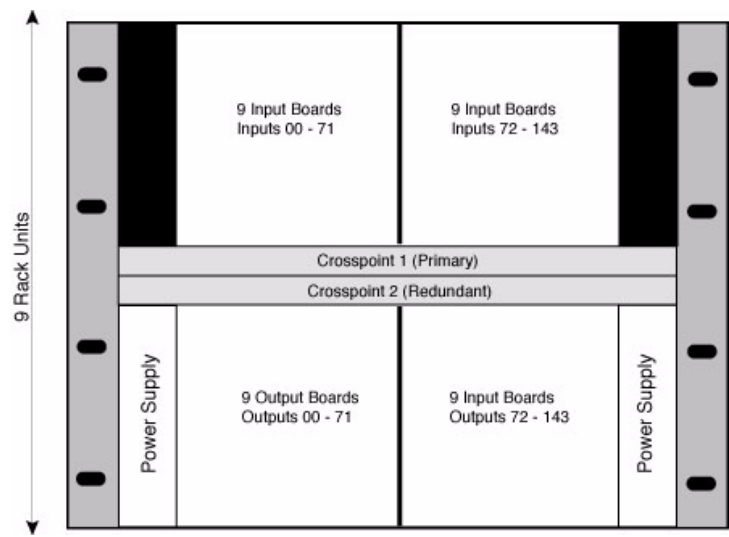 9 Input Boards
Inputs 00 - 71
9 Input Boards
Inputs 72 - 143
9 Rack Units
Crosspoint 1 (Primary)
Crosspoint 2 (Redundant)
Power Supply
9 Output Boards
Outputs 00 - 71
9 Input Boards
Outputs 72 - 143
Power Supply